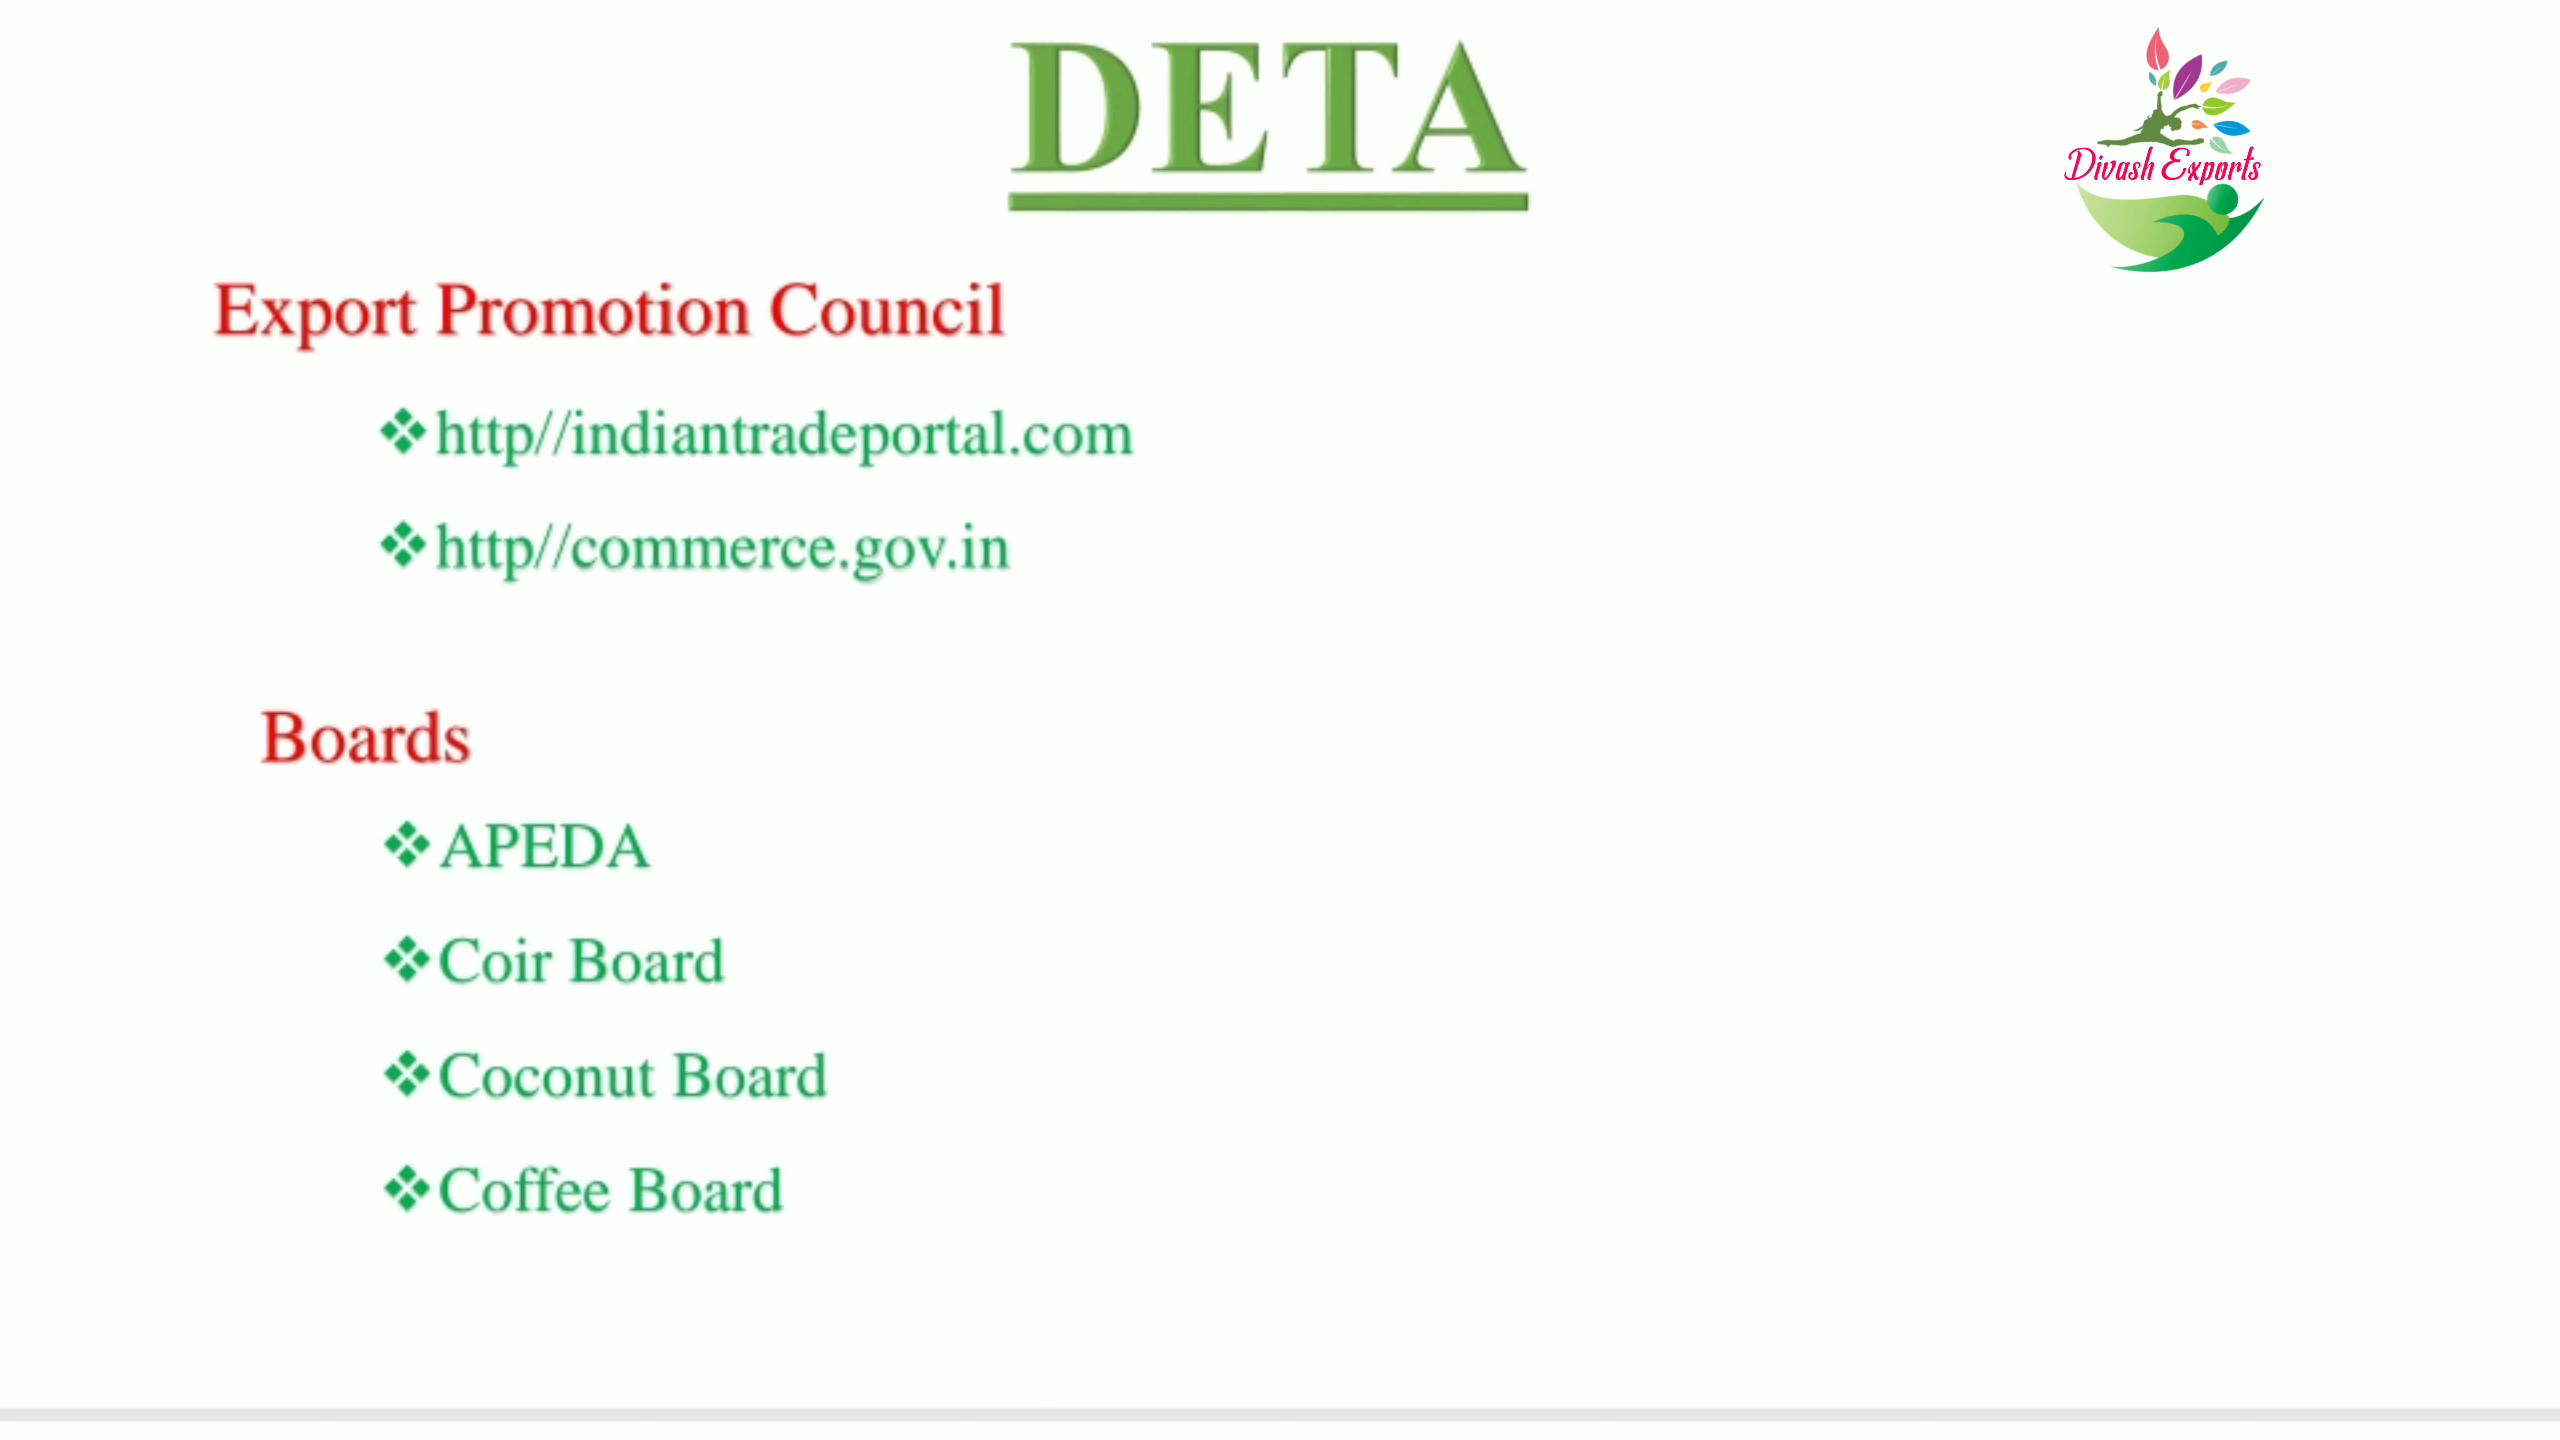 DETA
Divash Exports
Export Promotion Council
❖http//indiantradeportal.com
❖http//commerce.gov.in
Boards
❖APEDA
❖Coir Board
❖Coconut Board
❖Coffee Board